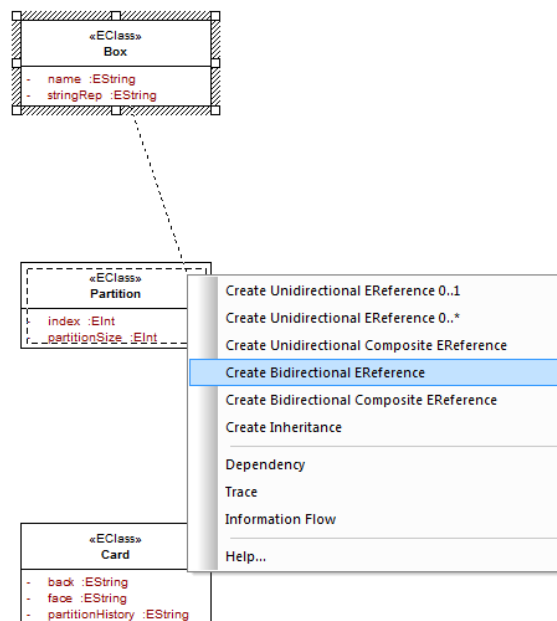 «EClass»
Box
- name :EString
- stringRep :EString
«EClass»
Partition
- index :EInt
- partitionSize :EInt
Create Unidirectional EReference 0..1
Create Unidirectional EReference 0..*
Create Unidirectional Composite EReference
Create Bidirectional EReference
Create Bidirectional Composite EReference
Create Inheritance
Dependency
Trace
Information Flow
Help...
«EClass»
Card
- back :EString
- face :EString
- partitionHistory :EString